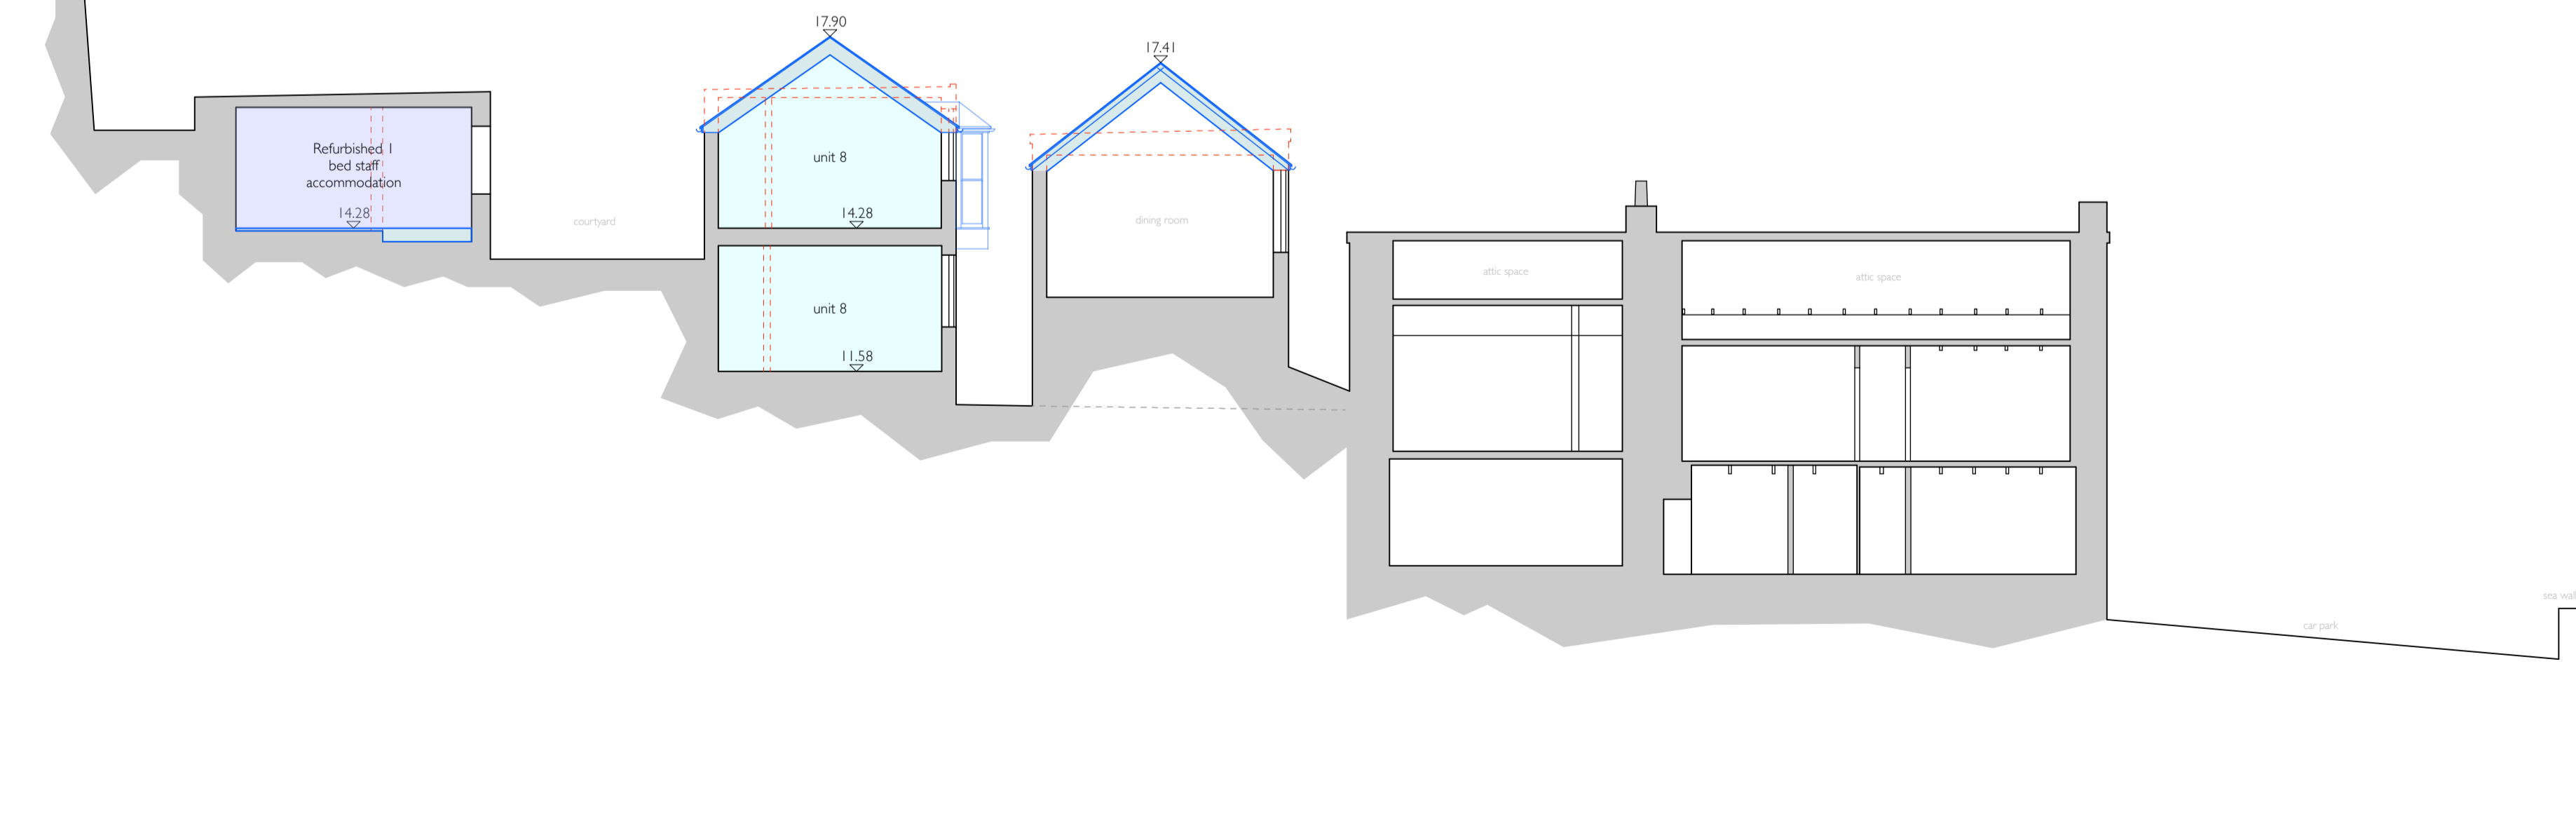 17.90
17.41
Refurbished 1
bed staff
accommodation
14.28
courtyard
unit 8
14.28
unit 8
11.58
dining room
attic space
attic space
car park
sea wall